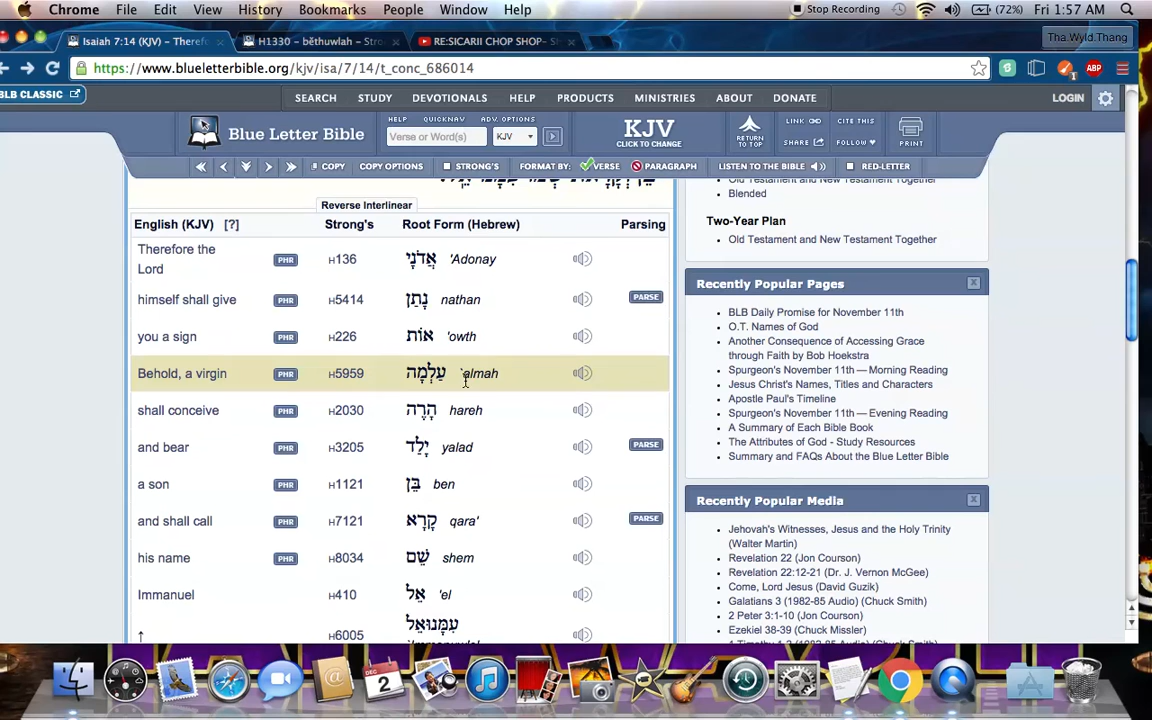 Chrome File Edit View History Bookmarks People Window Help Stop Recording (72%) Fri 1:57 AM
Isaiah 7:14 (KJV) - Theref H1330 - bĕthuwlah - Stro RE:SICARII CHOP SHOP- S Tha.Wyld.Thang
https://www.blueletterbible.org/kjv/isa/7/14/t_conc_686014 ABP
BLB CLASSIC SEARCH STUDY DEVOTIONALS HELP PRODUCTS MINISTRIES ABOUT DONATE LOGIN
Blue Letter Bible
HELP QUICKNAV ADV. OPTIONS
Verse or Word(s) KJV
KJV
CLICK TO CHANGE
RETURN
TO TOP
LINK CITE THIS
SHARE FOLLOW
PRINT
COPY COPY OPTIONS STRONG'S FORMAT BY: VERSE PARAGRAPH LISTEN TO THE BIBLE RED-LETTER
Reverse Interlinear
English (KJV) [?] Strong's Root Form (Hebrew) Parsing
Therefore the
Lord PHR H136 אֲדֹנָי 'Adonay
himself shall give PHR H5414 נָתַן nathan PARSE
you a sign PHR H226 אוֹת 'owth
Behold, a virgin PHR H5959 עַלְמָה `almah
shall conceive PHR H2030 הָרֶה hareh
and bear PHR H3205 יָלַד yalad PARSE
a son PHR H1121 בֵּן ben
and shall call PHR H7121 קָרָא qara' PARSE
his name PHR H8034 שֵׁם shem
Immanuel H410 אֵל 'el
↑ H6005 עִמָּנוּאֵל
Old Testament and New Testament Together
Blended
Two-Year Plan
Old Testament and New Testament Together
Recently Popular Pages
BLB Daily Promise for November 11th
O.T. Names of God
Another Consequence of Accessing Grace
through Faith by Bob Hoekstra
Spurgeon's November 11th — Morning Reading
Jesus Christ's Names, Titles and Characters
Apostle Paul's Timeline
Spurgeon's November 11th — Evening Reading
A Summary of Each Bible Book
The Attributes of God - Study Resources
Summary and FAQs About the Blue Letter Bible
Recently Popular Media
Jehovah's Witnesses, Jesus and the Holy Trinity
(Walter Martin)
Revelation 22 (Jon Courson)
Revelation 22:12-21 (Dr. J. Vernon McGee)
Come, Lord Jesus (David Guzik)
Galatians 3 (1982-85 Audio) (Chuck Smith)
2 Peter 3:1-10 (Jon Courson)
Ezekiel 38-39 (Chuck Missler)
DEC
2